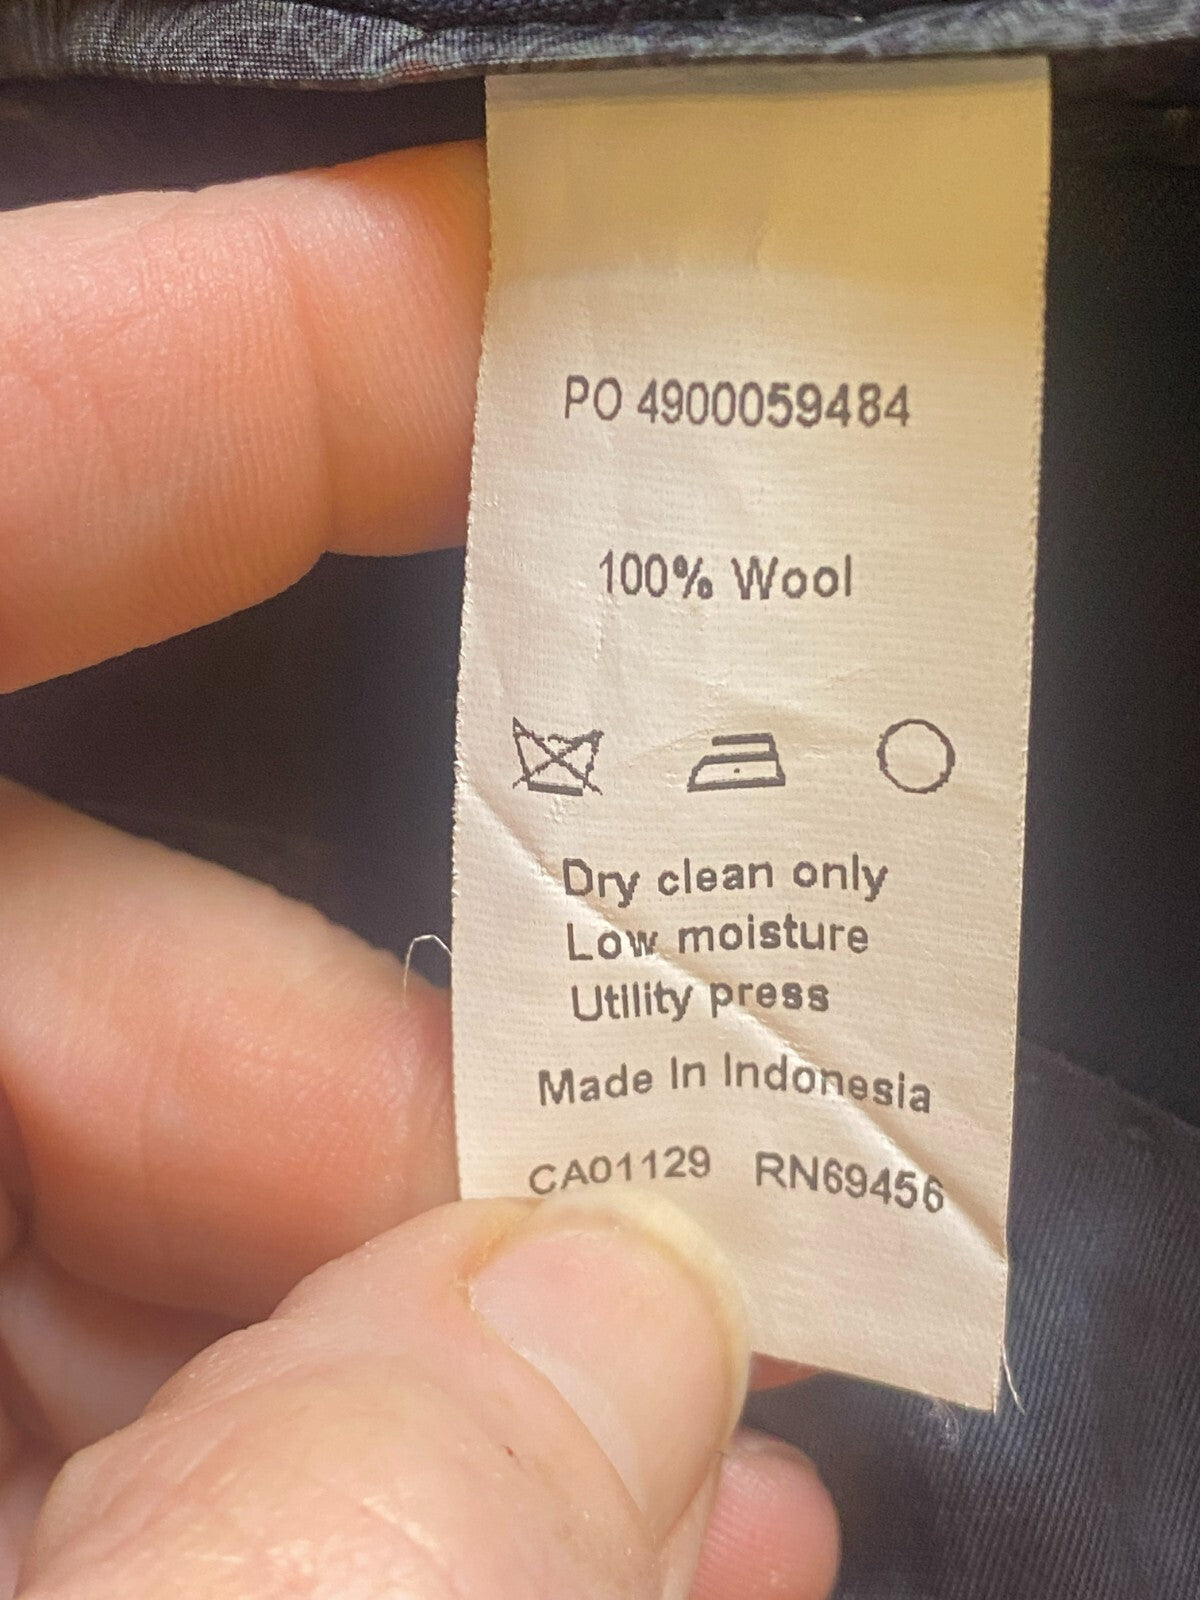 PO 4900059484
100% Wool
Dry clean only
Low moisture
Utility press
Made In Indonesia
CA01129 RN69456